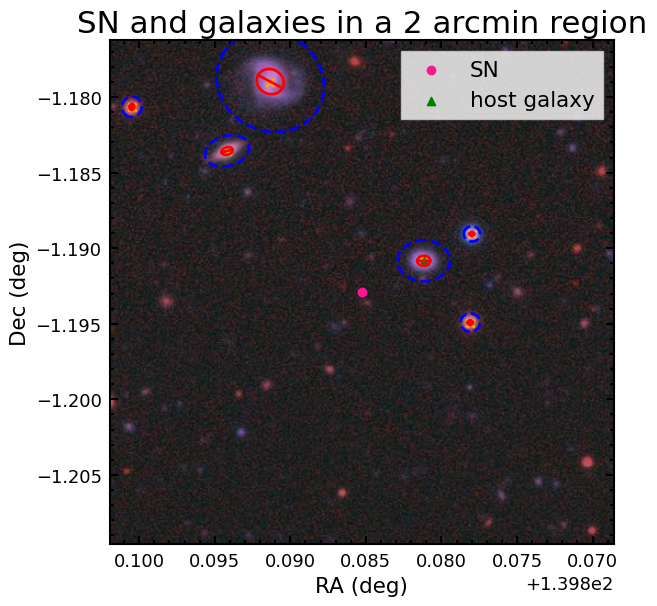 SN and galaxies in a 2 arcmin region
SN
host galaxy
−1.180
−1.185
−1.190
−1.195
−1.200
−1.205
Dec (deg)
0.100 0.095 0.090 0.085 0.080 0.075 0.070
RA (deg)
+1.398e2